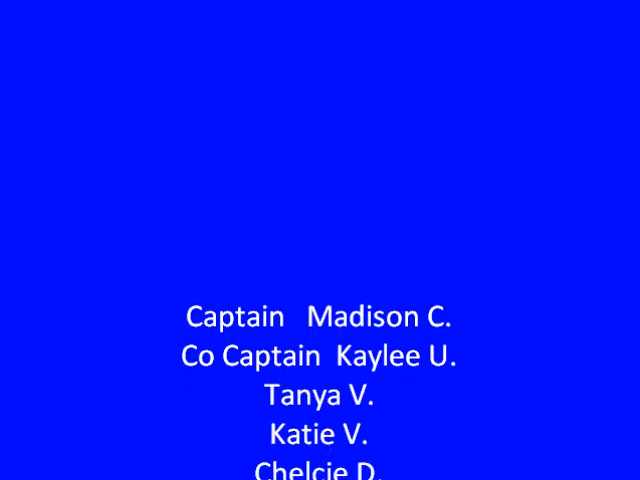 Captain   Madison C.
Co Captain  Kaylee U.
Tanya V.
Katie V.
Chelcie D.